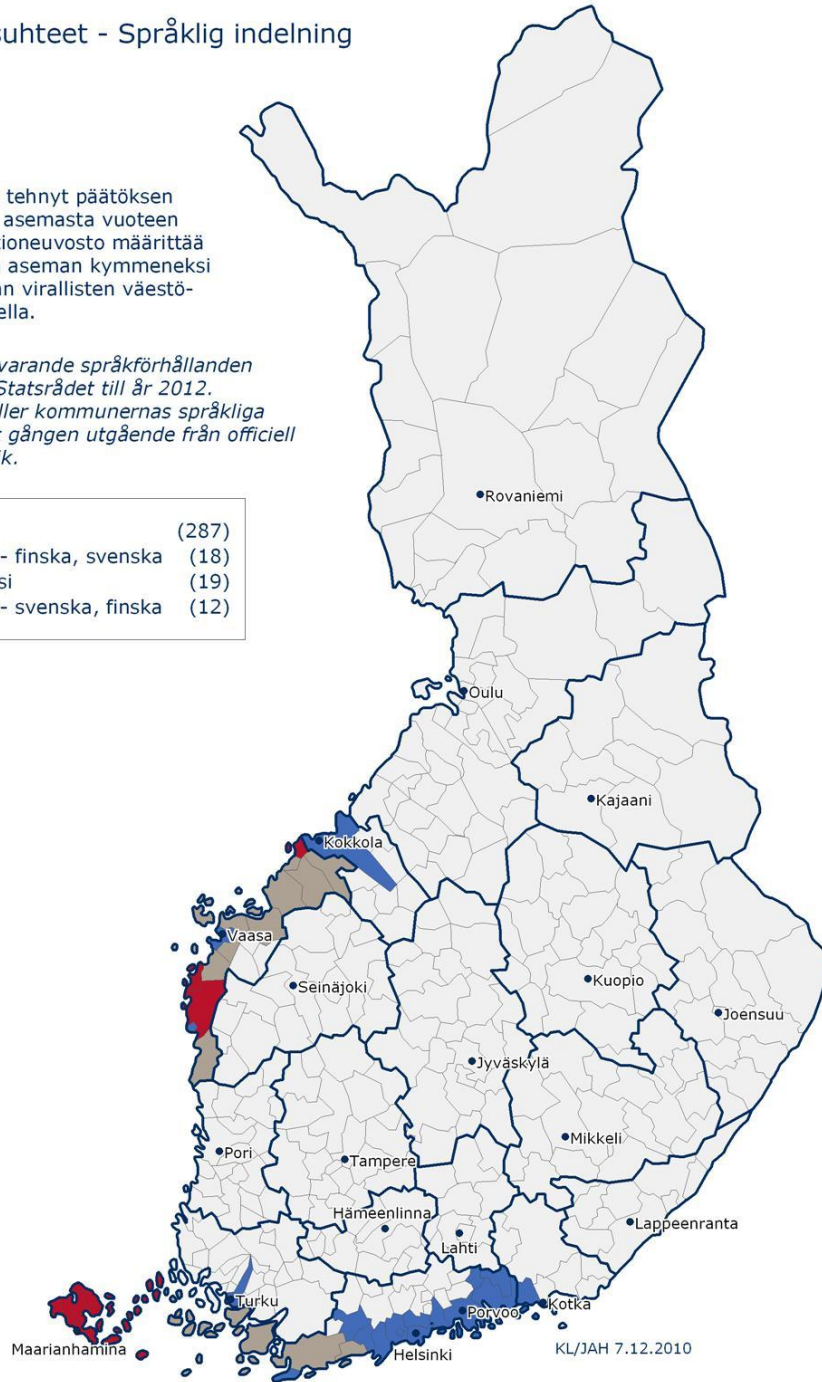 suhteet - Språklig indelning
tehnyt päätöksen
asemasta vuoteen
tioneuvosto määrittää
aseman kymmeneksi
an virallisten väestö-
ella.
varande språkförhållanden
Statsrådet till år 2012.
ller kommunernas språkliga
gången utgående från officiell
ik.
(287)
- finska, svenska (18)
si (19)
- svenska, finska (12)
Rovaniemi
Oulu
Kajaani
Kokkola
Vaasa
Seinäjoki
Kuopio
Joensuu
Jyväskylä
Mikkeli
Pori
Tampere
Hämeenlinna
Lahti
Lappeenranta
Turku
Porvoo
Kotka
Maarianhamina
Helsinki
KL/JAH 7.12.2010